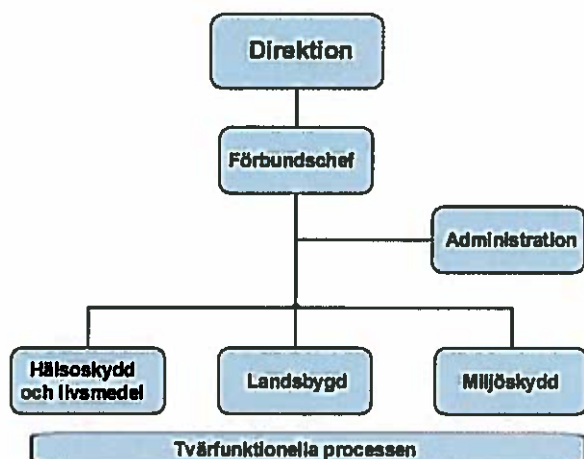 Direktion
Förbundschef
Administration
Hälsoskydd
och livsmedel
Landsbygd
Miljöskydd
Tvärfunktionella processen